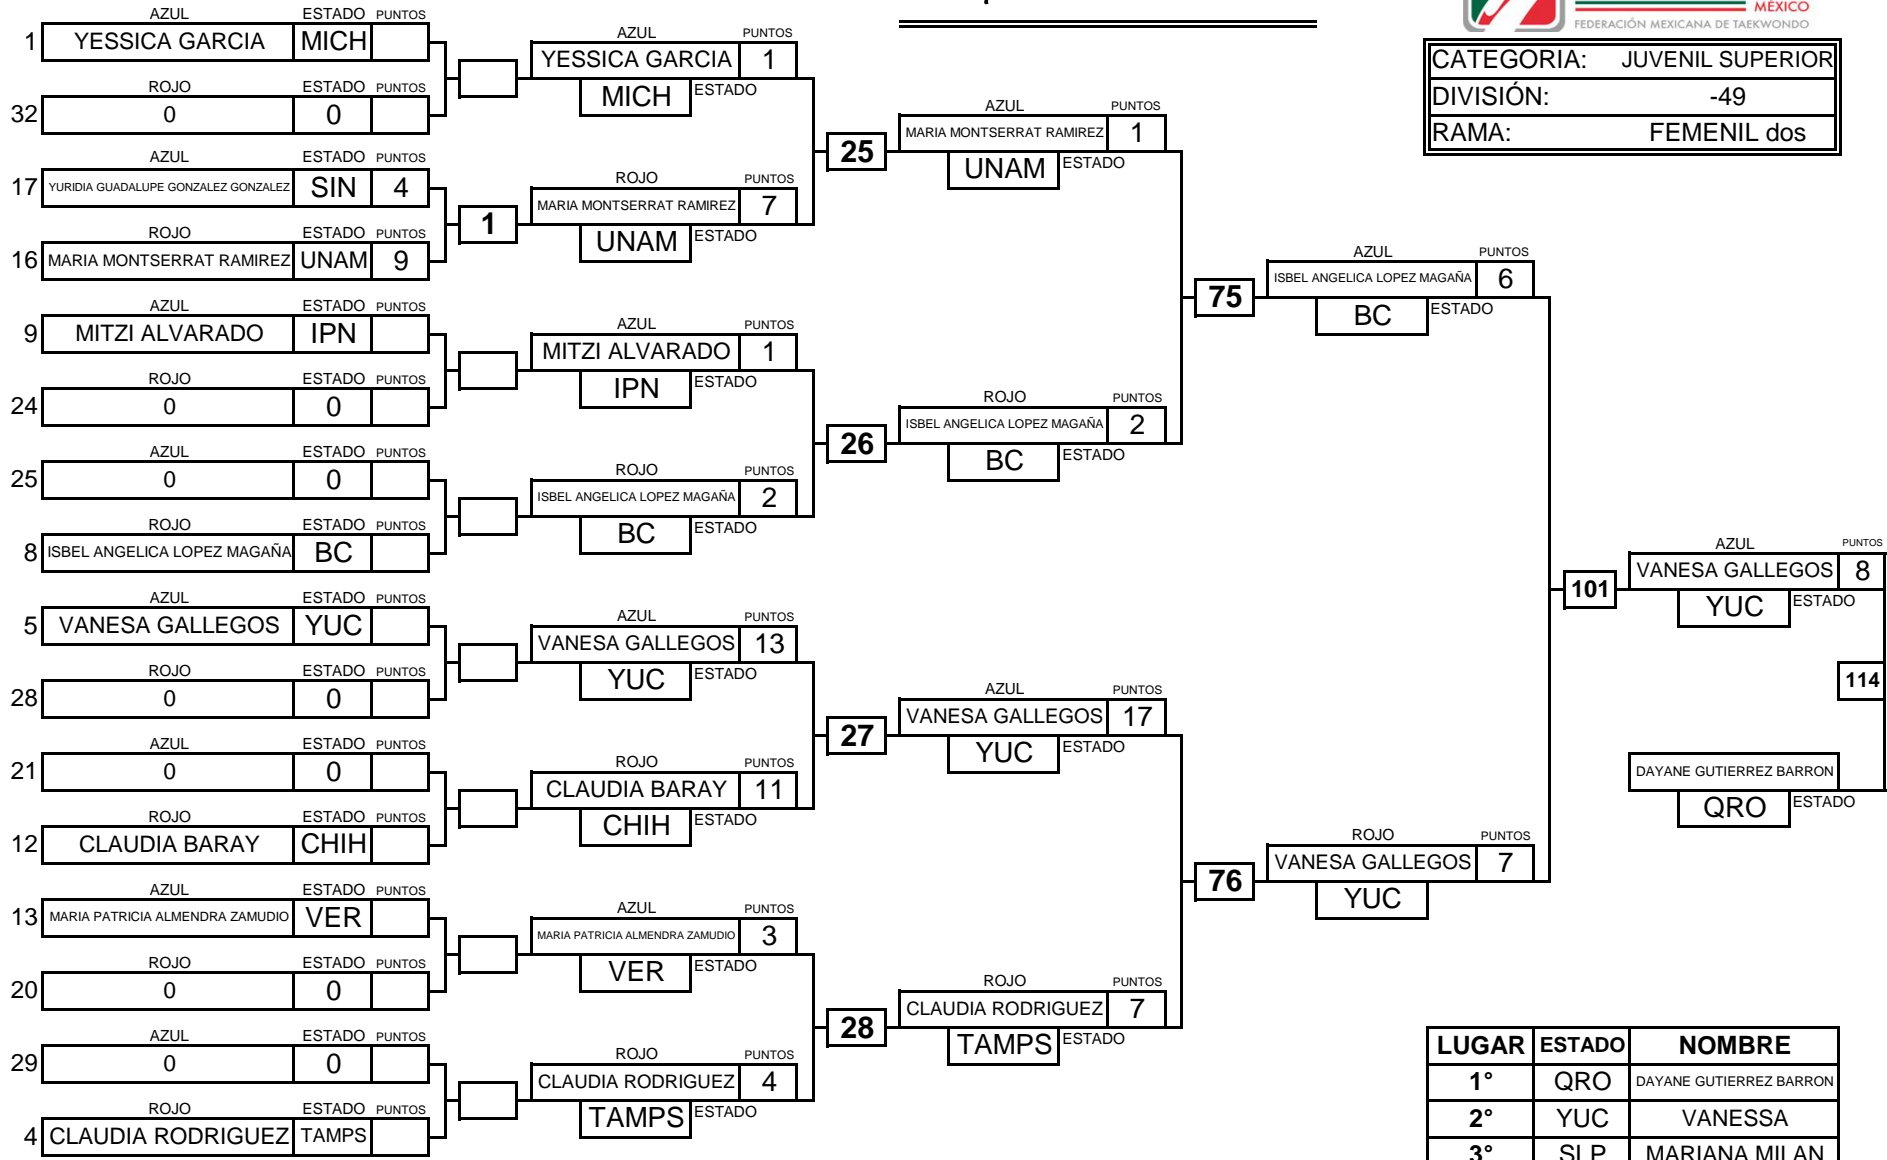 MÉXICO
FEDERACIÓN MEXICANA DE TAEKWONDO
CATEGORIA: JUVENIL SUPERIOR
DIVISIÓN: -49
RAMA: FEMENIL dos
AZUL ESTADO PUNTOS
1 YESSICA GARCIA MICH
ROJO ESTADO PUNTOS
32 0 0
AZUL ESTADO PUNTOS
17 YURIDIA GUADALUPE GONZALEZ GONZALEZ SIN 4
ROJO ESTADO PUNTOS
16 MARIA MONTSERRAT RAMIREZ UNAM 9
AZUL ESTADO PUNTOS
9 MITZI ALVARADO IPN
ROJO ESTADO PUNTOS
24 0 0
AZUL ESTADO PUNTOS
25 0 0
ROJO ESTADO PUNTOS
8 ISBEL ANGELICA LOPEZ MAGAÑA BC
AZUL ESTADO PUNTOS
5 VANESA GALLEGOS YUC
ROJO ESTADO PUNTOS
28 0 0
AZUL ESTADO PUNTOS
21 0 0
ROJO ESTADO PUNTOS
12 CLAUDIA BARAY CHIH
AZUL ESTADO PUNTOS
13 MARIA PATRICIA ALMENDRA ZAMUDIO VER
ROJO ESTADO PUNTOS
20 0 0
AZUL ESTADO PUNTOS
29 0 0
ROJO ESTADO PUNTOS
4 CLAUDIA RODRIGUEZ TAMPS
1
AZUL PUNTOS
YESSICA GARCIA 1
MICH ESTADO
ROJO PUNTOS
MARIA MONTSERRAT RAMIREZ 7
UNAM ESTADO
AZUL PUNTOS
MITZI ALVARADO 1
IPN ESTADO
ROJO PUNTOS
ISBEL ANGELICA LOPEZ MAGAÑA 2
BC ESTADO
AZUL PUNTOS
VANESA GALLEGOS 13
YUC ESTADO
ROJO PUNTOS
CLAUDIA BARAY 11
CHIH ESTADO
AZUL PUNTOS
MARIA PATRICIA ALMENDRA ZAMUDIO 3
VER ESTADO
ROJO PUNTOS
CLAUDIA RODRIGUEZ 4
TAMPS ESTADO
25
26
27
28
AZUL PUNTOS
MARIA MONTSERRAT RAMIREZ 1
UNAM ESTADO
ROJO PUNTOS
ISBEL ANGELICA LOPEZ MAGAÑA 2
BC ESTADO
AZUL PUNTOS
VANESA GALLEGOS 17
YUC ESTADO
ROJO PUNTOS
CLAUDIA RODRIGUEZ 7
TAMPS ESTADO
75
76
AZUL PUNTOS
ISBEL ANGELICA LOPEZ MAGAÑA 6
BC ESTADO
ROJO PUNTOS
VANESA GALLEGOS 7
YUC
101
AZUL PUNTOS
VANESA GALLEGOS 8
YUC ESTADO
114
DAYANE GUTIERREZ BARRON
QRO ESTADO
LUGAR ESTADO NOMBRE
1° QRO DAYANE GUTIERREZ BARRON
2° YUC VANESSA
3° SLP MARIANA MILAN